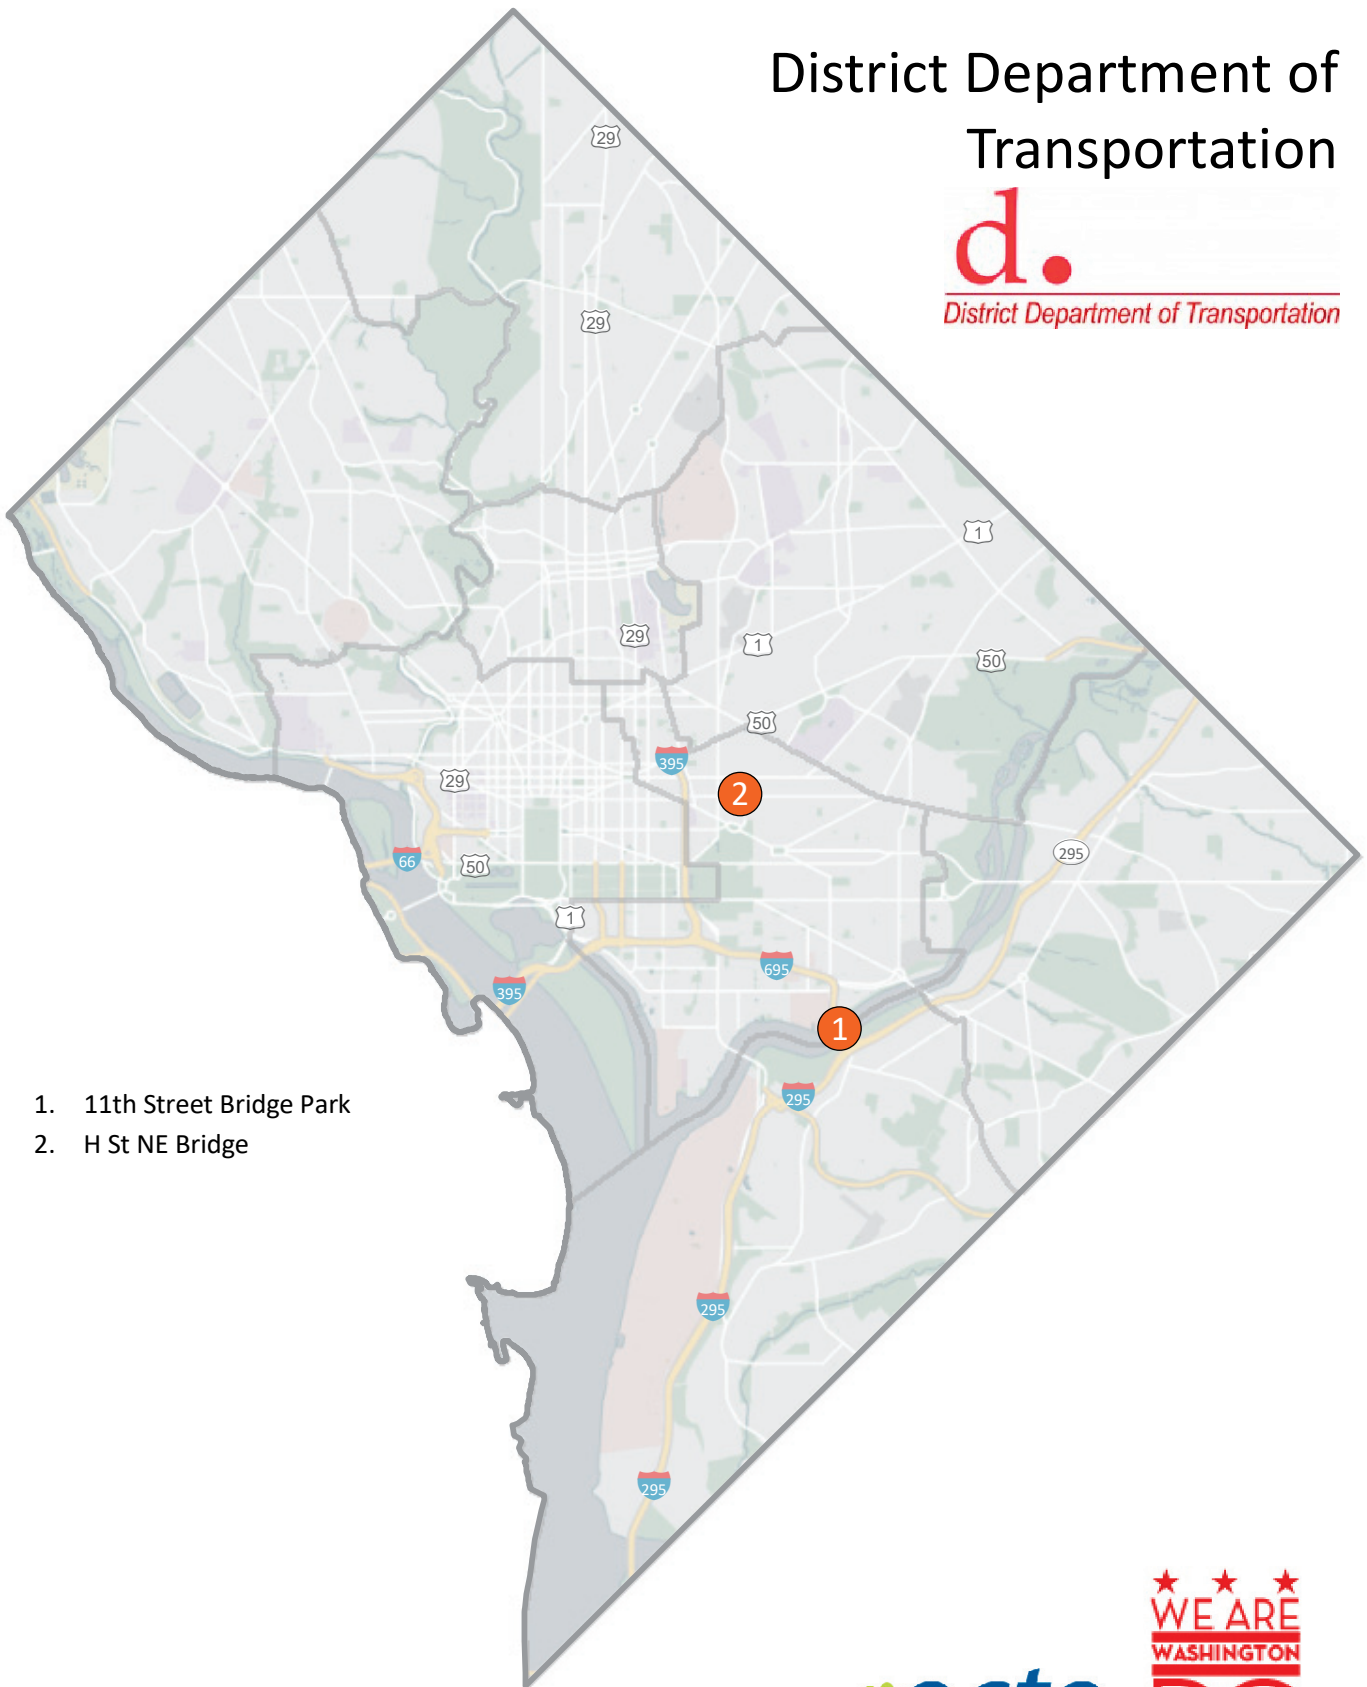 District Department of
Transportation
d.
District Department of Transportation
29
29
1
29
1
50
50
395
29
2
295
66
50
1
695
395
1
295
1. 11th Street Bridge Park
2. H St NE Bridge
295
295
WE ARE
WASHINGTON